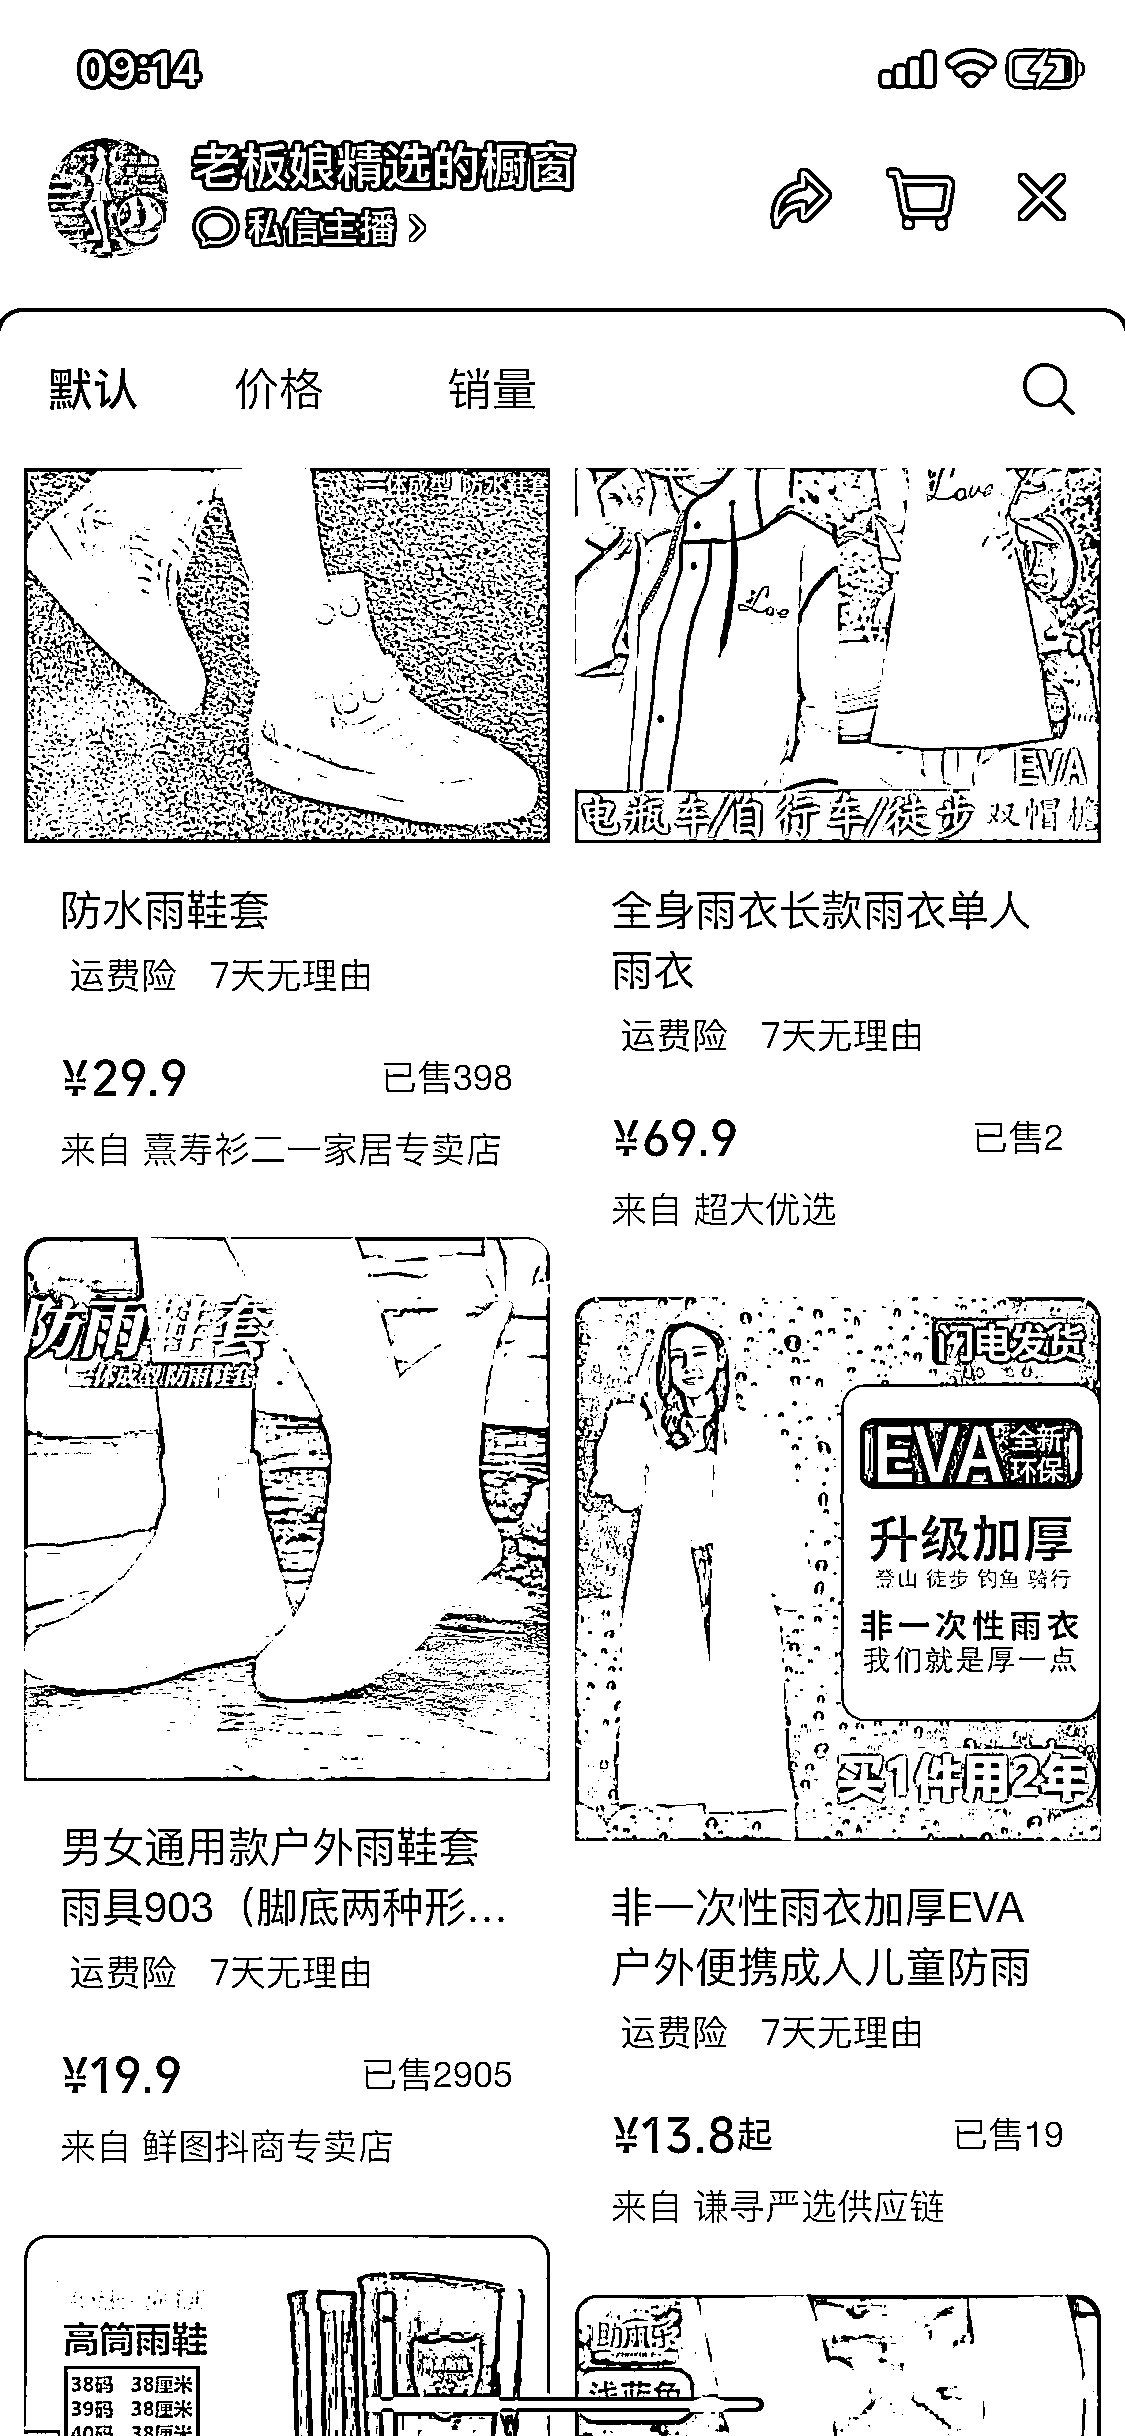 09:14
老板娘精选的橱窗
私信主播
默认 价格 销量
一体成型 防水鞋套
Love
Love
EVA
电瓶车/自行车/徒步 双帽檐
防水雨鞋套
运费险 7天无理由
¥29.9 已售398
来自 熹寿衫二一家居专卖店
全身雨衣长款雨衣单人
雨衣
运费险 7天无理由
¥69.9 已售2
来自 超大优选
防雨鞋套
一体成型防雨鞋套
男女通用款户外雨鞋套
雨具903（脚底两种形...
运费险 7天无理由
¥19.9 已售2905
来自 鲜图抖商专卖店
闪电发货
EVA 全新
环保
升级加厚
登山 徒步 钓鱼 骑行
非一次性雨衣
我们就是厚一点
买1件用2年
非一次性雨衣加厚EVA
户外便携成人儿童防雨
运费险 7天无理由
¥13.8起 已售19
来自 谦寻严选供应链
高筒雨鞋
38码 38厘米
39码 38厘米
40码 38厘米
浅蓝色